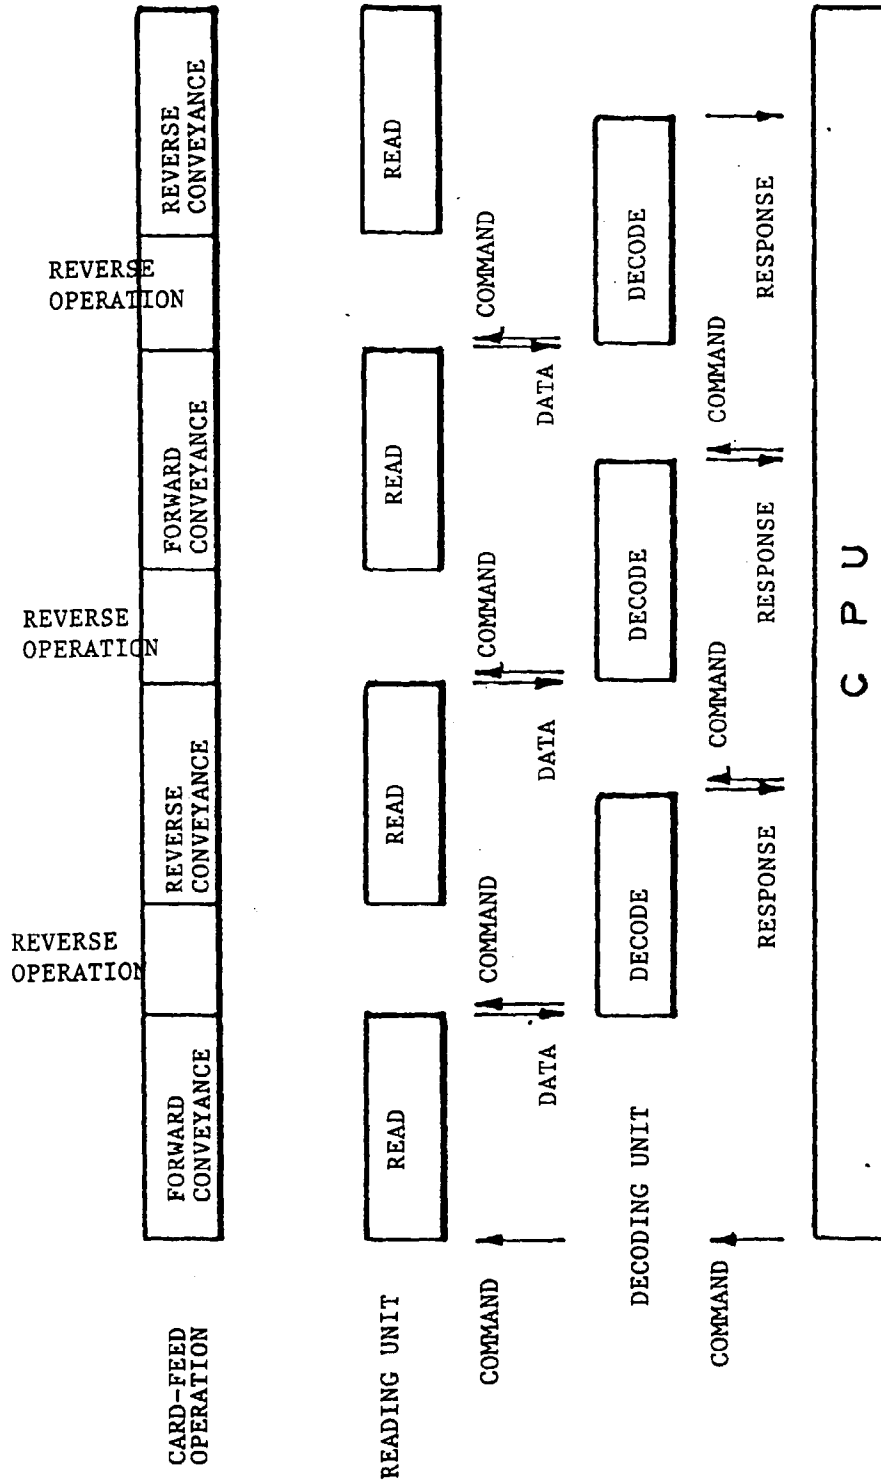 CARD-FEED
OPERATION
FORWARD
CONVEYANCE
REVERSE
OPERATION
REVERSE
CONVEYANCE
REVERSE
OPERATION
FORWARD
CONVEYANCE
REVERSE
OPERATION
REVERSE
CONVEYANCE
READING UNIT
READ
READ
READ
READ
COMMAND
COMMAND
COMMAND
COMMAND
DATA
DATA
DATA
DECODING UNIT
DECODE
DECODE
DECODE
COMMAND
COMMAND
COMMAND
RESPONSE
RESPONSE
RESPONSE
C P U